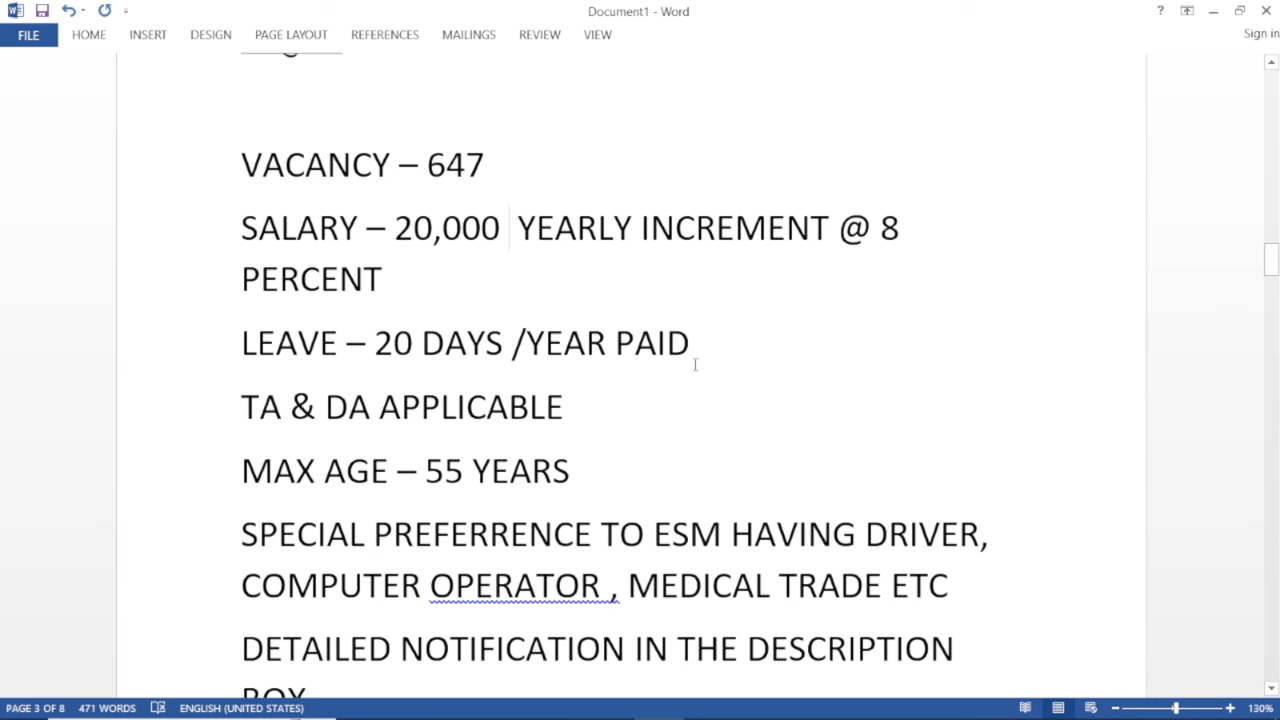 Document1 - Word
?
FILE HOME INSERT DESIGN PAGE LAYOUT REFERENCES MAILINGS REVIEW VIEW
Sign in
VACANCY – 647
SALARY – 20,000 YEARLY INCREMENT @ 8
PERCENT
LEAVE – 20 DAYS /YEAR PAID
TA & DA APPLICABLE
MAX AGE – 55 YEARS
SPECIAL PREFERRENCE TO ESM HAVING DRIVER,
COMPUTER OPERATOR , MEDICAL TRADE ETC
DETAILED NOTIFICATION IN THE DESCRIPTION
BOX
PAGE 3 OF 8 471 WORDS ENGLISH (UNITED STATES) 130%